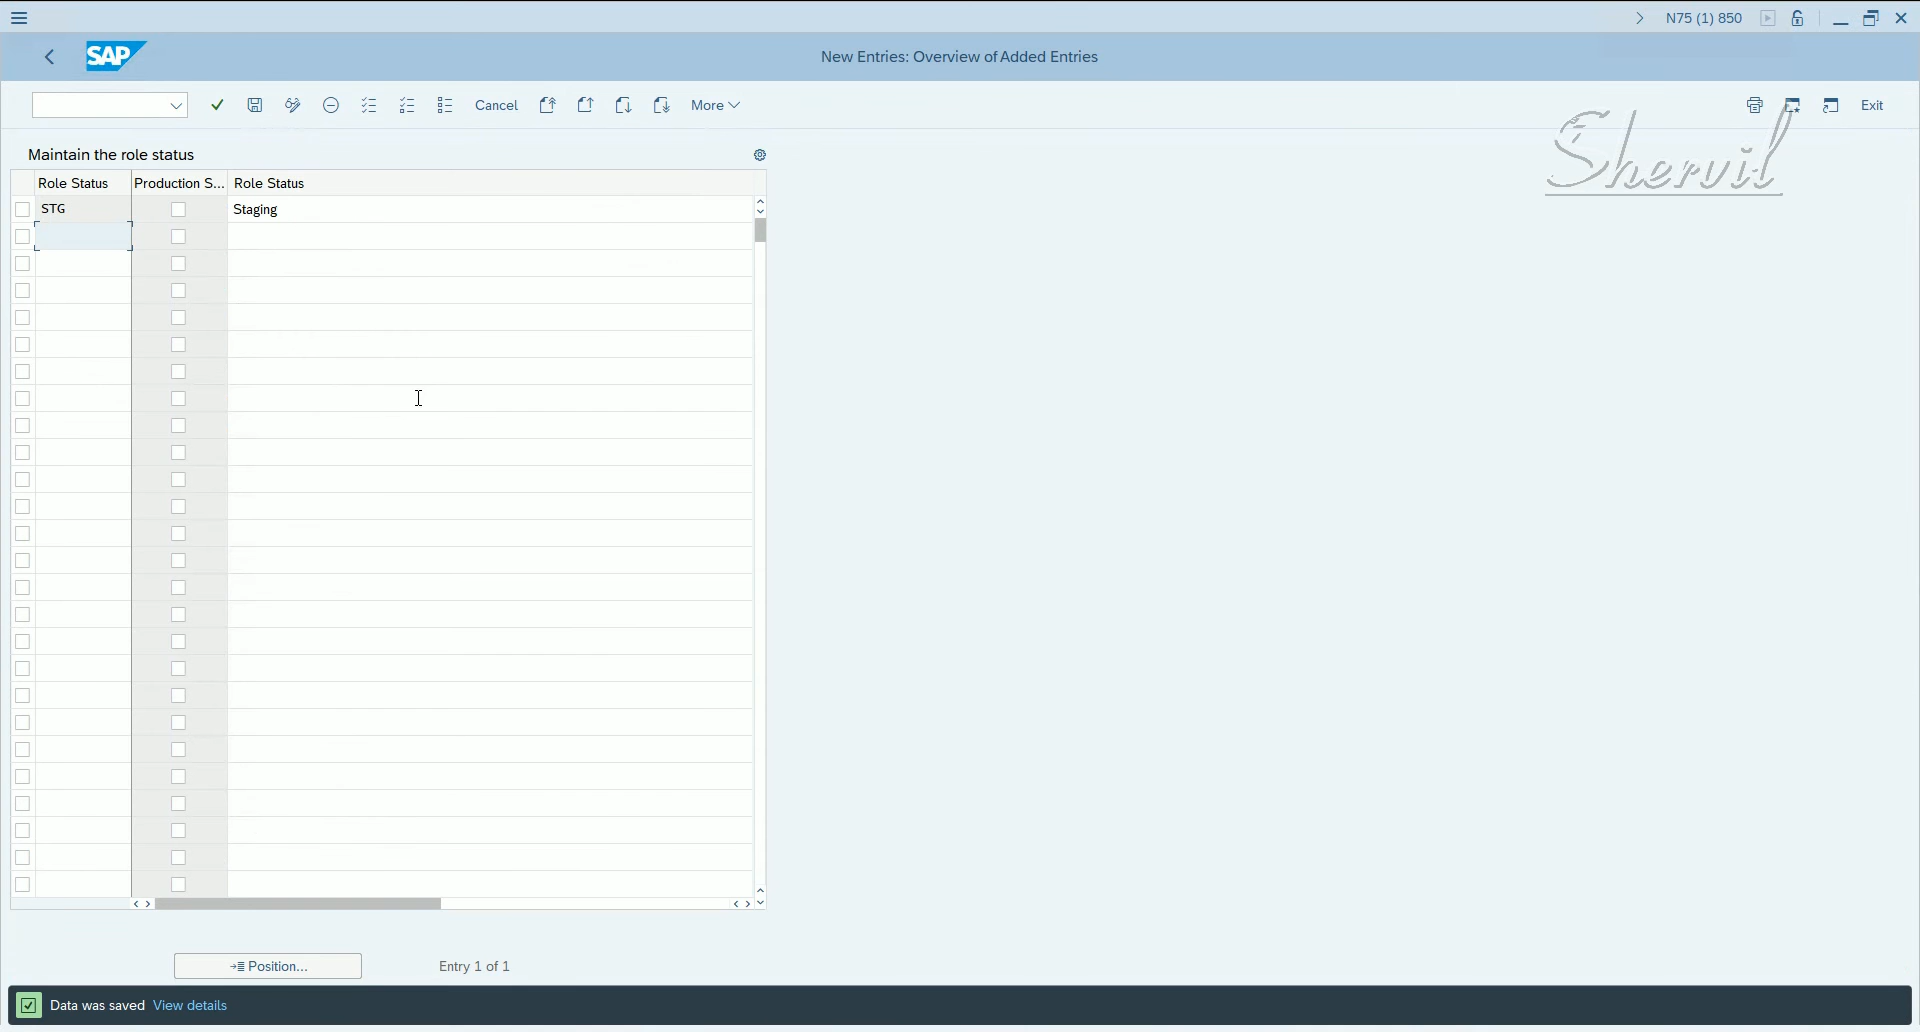 N75 (1) 850
SAP
New Entries: Overview of Added Entries
Cancel
More
Exit
Shervil
Maintain the role status
Role Status Production S... Role Status
STG Staging
Position...
Entry 1 of 1
Data was saved View details